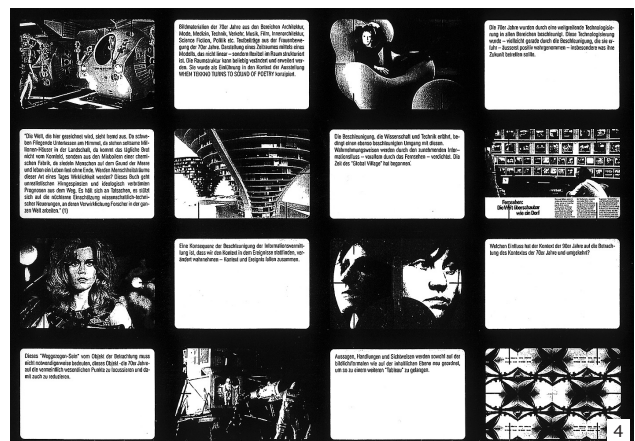 Bildmaterialien der 70er Jahre aus den Bereichen Architektur,
Mode, Medizin, Technik, Verkehr, Musik, Film, Innenarchitektur,
Science Fiction, Politik etc. Textbeiträge aus der Frauenbewe-
gung der 70er Jahre. Darstellung eines Zeitraumes mittels eines
Modells, das nicht linear – sondern flexibel im Raum strukturiert
ist. Die Raumstruktur kann beliebig verändert und erweitert wer-
den. Sie wurde als Einführung in den Kontext der Ausstellung
WHEN TEKKNO TURNS TO SOUND OF POETRY konzipiert.
Die 70er Jahre wurden durch eine weitgreifende Technologisie-
rung in allen Bereichen beschleunigt. Diese Technologisierung
wurde – vielleicht gerade durch die Beschleunigung, die sie er-
fuhr – äusserst positiv wahrgenommen – insbesondere was ihre
Zukunft betreffen sollte.
"Die Welt, die hier gezeichnet wird, sieht fremd aus. Da schwe-
ben Fliegende Untertassen am Himmel, da stehen seltsame Mil-
lionen-Häuser in der Landschaft, da kommt das tägliche Brot
nicht vom Kornfeld, sondern aus den Mixboilern einer chemi-
schen Fabrik, da siedeln Menschen auf dem Grund der Meere
und leben ein Leben fast ohne Ende. Werden Menschheitsträume
dieser Art eines Tages Wirklichkeit werden? Dieses Buch geht
unrealistischen Hirngespinsten und ideologisch verbrämten
Prognosen aus dem Weg. Es hält sich an Tatsachen, es stützt
sich auf die nüchterne Einschätzung wissenschaftlich-techni-
scher Neuerungen, an deren Verwirklichung Forscher in der gan-
zen Welt arbeiten." (1)
Die Beschleunigung, die Wissenschaft und Technik erfährt, be-
dingt einen ebenso beschleunigten Umgang mit diesen.
Wahrnehmungsweisen werden durch den zunehmenden Infor-
mationsfluss – vorallem durch das Fernsehen – verdichtet. Die
Zeit des "Global Village" hat begonnen.
Fernsehen:
Die Welt überschaubar
wie ein Dorf
Eine Konsequenz der Beschleunigung der Informationsvermitt-
lung ist, dass wir den Kontext in dem Ereignisse stattfinden, ver-
ändert wahrnehmen – Kontext und Ereignis fallen zusammen.
Welchen Einfluss hat der Kontext der 90er Jahre auf die Betrach-
tung des Kontextes der 70er Jahre und umgekehrt?
Dieses "Weggezogen-Sein" vom Objekt der Betrachtung muss
nicht notwendigerweise bedeuten, dieses Objekt -die 70er Jahre-
auf die vermeintlich wesentlichen Punkte zu focussieren und da-
mit auch zu reduzieren.
Aussagen, Handlungen und Sichtweisen werden sowohl auf der
bildlichformalen wie auf der inhaltlichen Ebene neu geordnet,
um so zu einem weiteren "Tableau" zu gelangen.
4